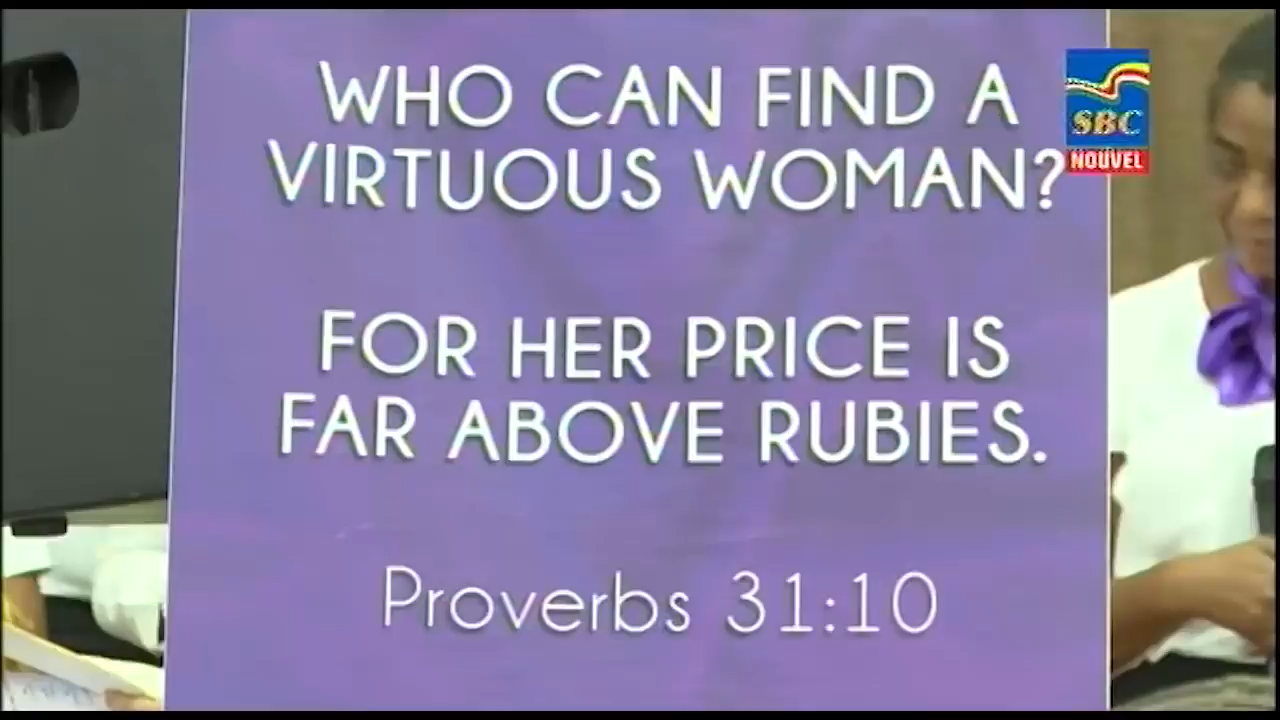 WHO CAN FIND A
VIRTUOUS WOMAN?
FOR HER PRICE IS
FAR ABOVE RUBIES.
Proverbs 31:10
SBC
NOUVEL